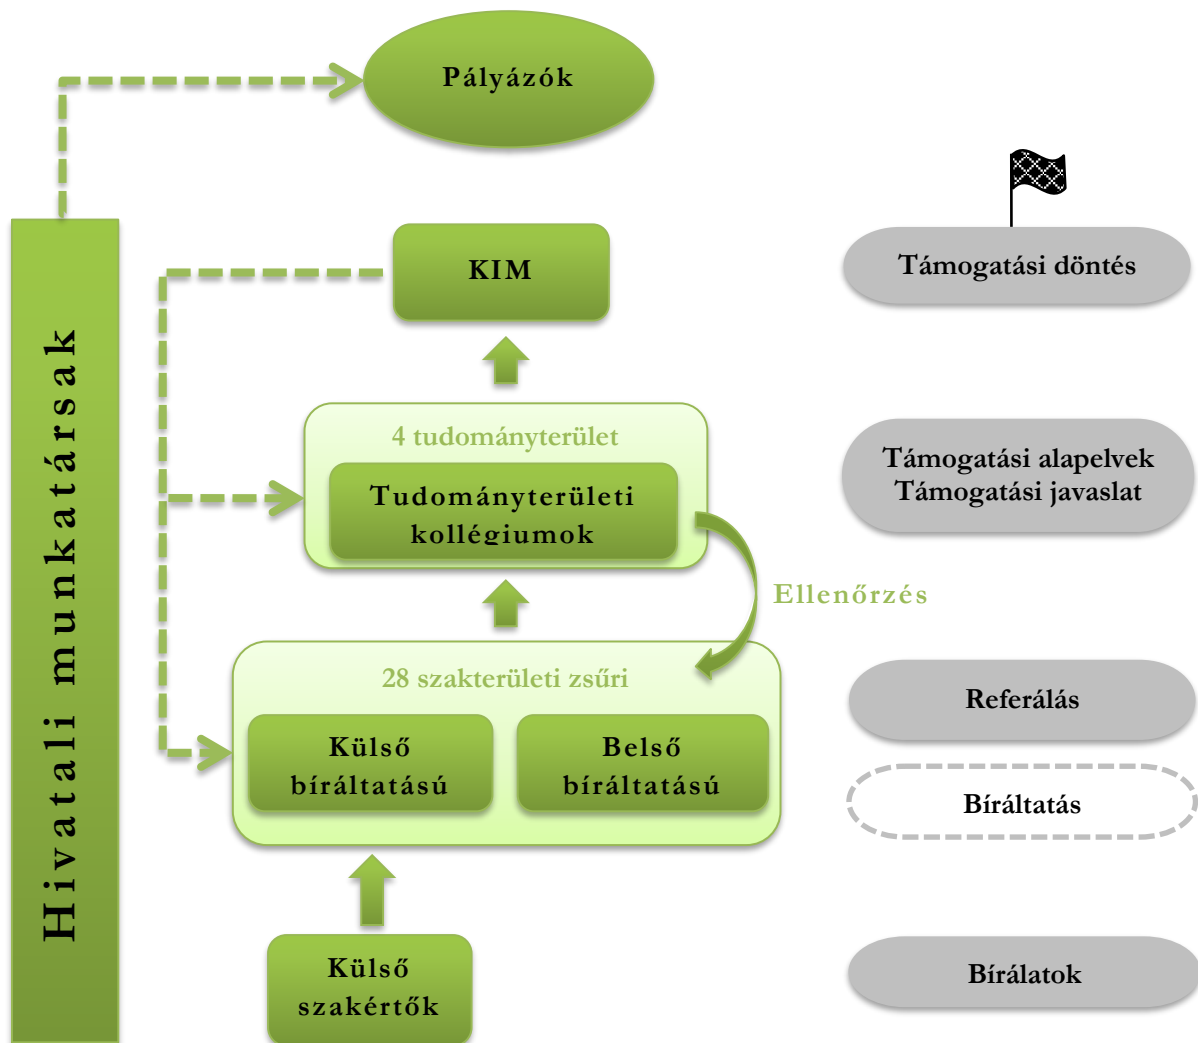 Pályázók
KIM
Támogatási döntés
4 tudományterület
Tudományterületi
kollégiumok
Támogatási alapelvek
Támogatási javaslat
Ellenőrzés
28 szakterületi zsűri
Külső
bíráltatású
Belső
bíráltatású
Referálás
Bíráltatás
Külső
szakértők
Bírálatok
Hivatali munkatársak